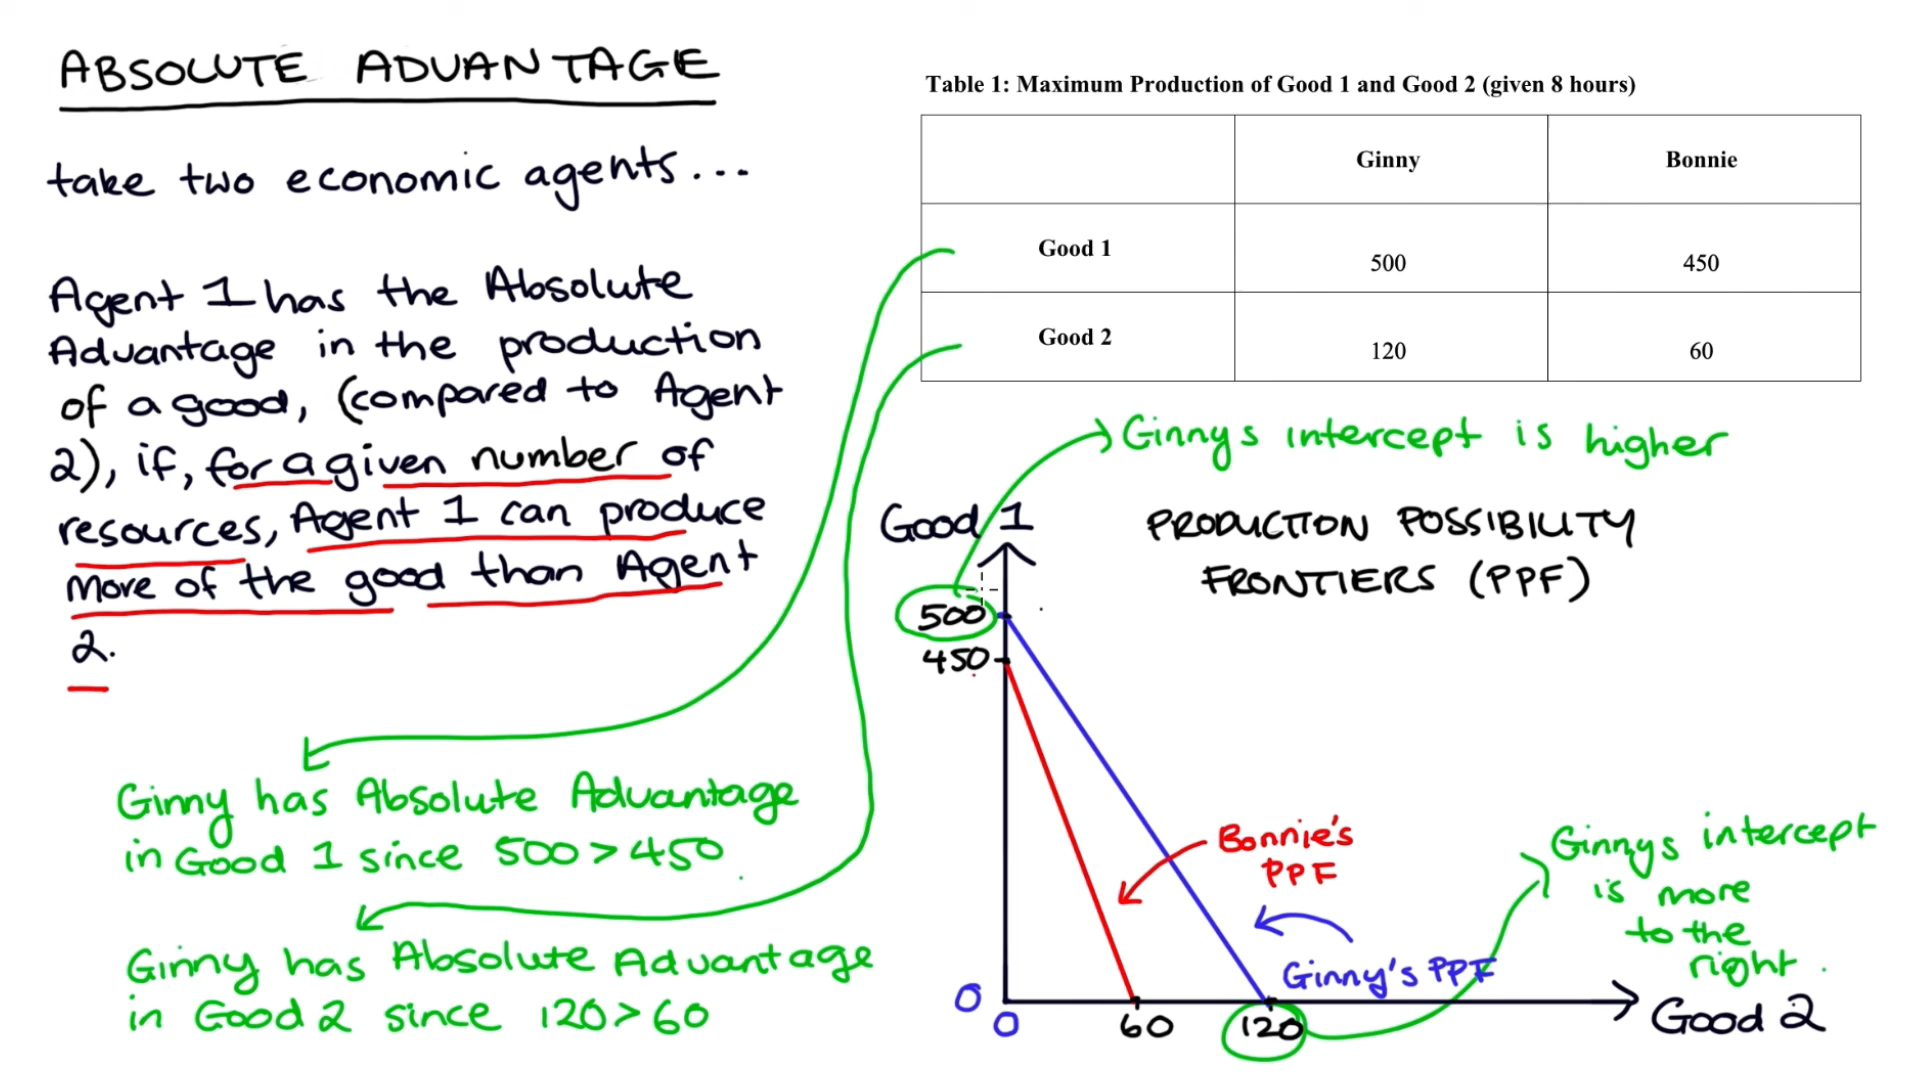 ABSOLUTE ADVANTAGE
take two economic agents...
Agent 1 has the Absolute
Advantage in the production
of a good, (compared to Agent
2), if, for a given number of
resources, Agent 1 can produce
more of the good than Agent
2.
Ginny has Absolute Advantage
in Good 1 since 500 > 450
Ginny has Absolute Advantage
in Good 2 since 120 > 60
Table 1: Maximum Production of Good 1 and Good 2 (given 8 hours)
Ginny Bonnie
Good 1 500 450
Good 2 120 60
Ginnys intercept is higher
Good 1
PRODUCTION POSSIBILITY
FRONTIERS (PPF)
500
450
Bonnie's
PPF
Ginny's PPF
Ginnys intercept
is more
to the
right.
0
0 60 120
Good 2